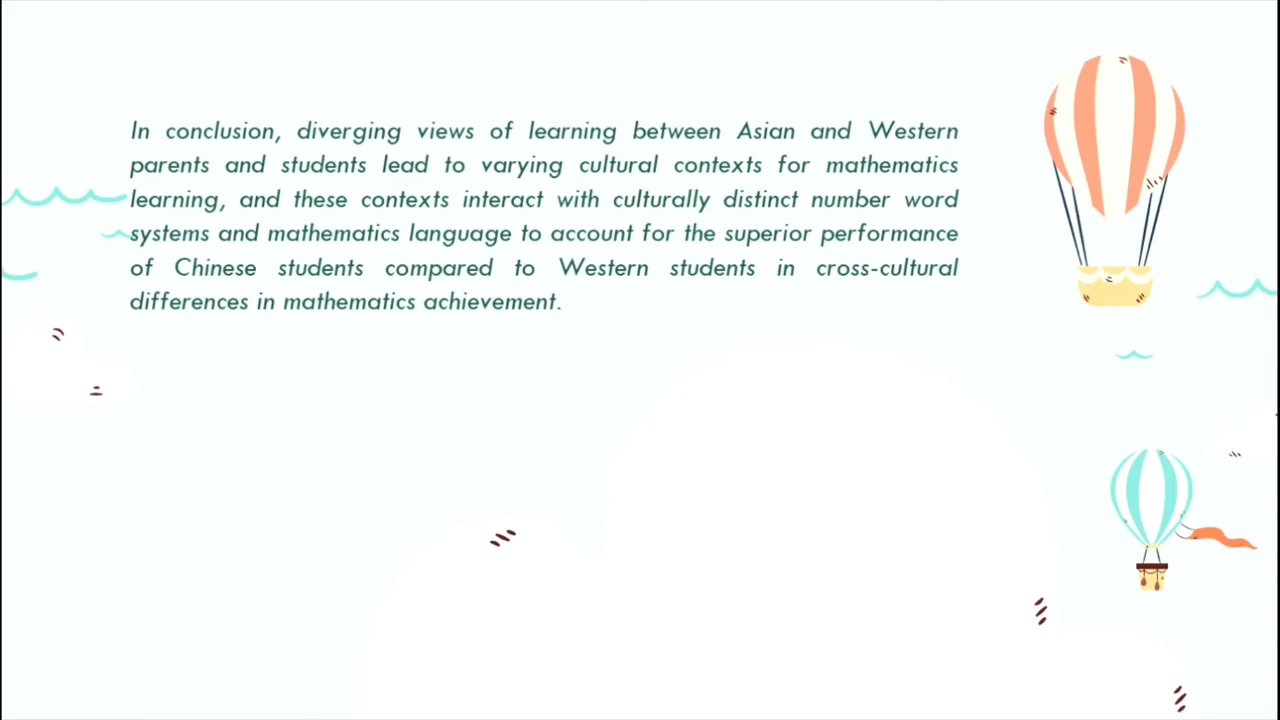 In conclusion, diverging views of learning between Asian and Western
parents and students lead to varying cultural contexts for mathematics
learning, and these contexts interact with culturally distinct number word
systems and mathematics language to account for the superior performance
of Chinese students compared to Western students in cross-cultural
differences in mathematics achievement.